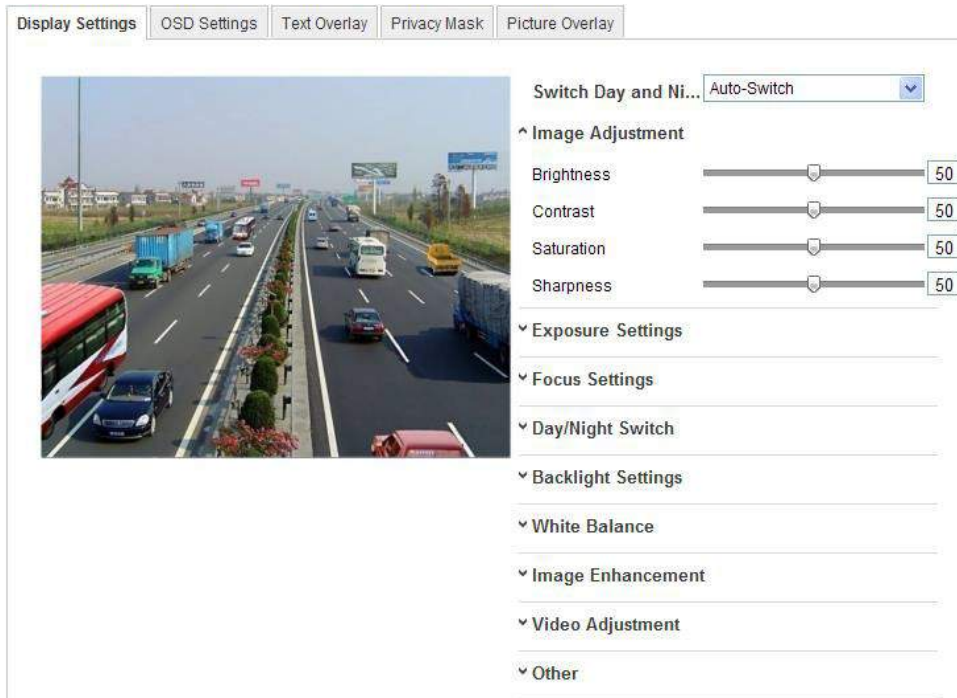 Display Settings
OSD Settings
Text Overlay
Privacy Mask
Picture Overlay
Switch Day and Ni...
Auto-Switch
Image Adjustment
Brightness
50
Contrast
50
Saturation
50
Sharpness
50
Exposure Settings
Focus Settings
Day/Night Switch
Backlight Settings
White Balance
Image Enhancement
Video Adjustment
Other